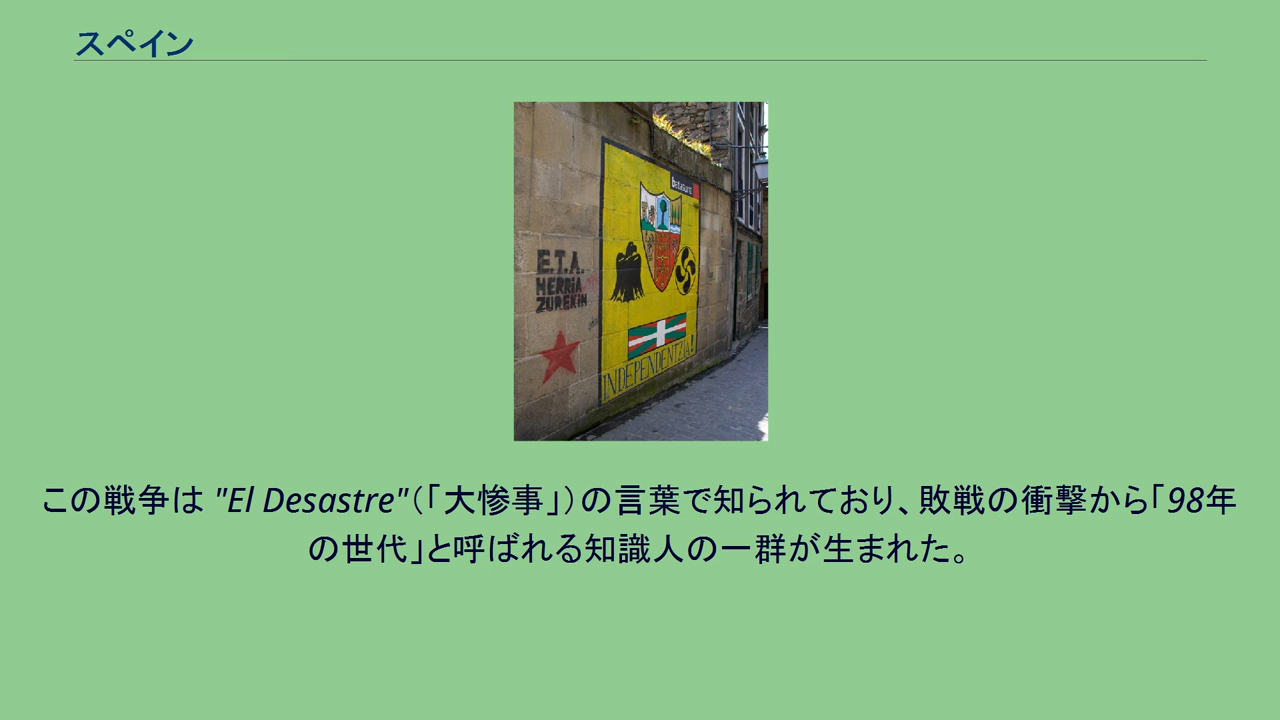 スペイン
batasuna
E.T.A.
HERRIA
ZUREKIN
INDEPENDENTZIA!
この戦争は "El Desastre"(「大惨事」)の言葉で知られており、敗戦の衝撃から「98年
の世代」と呼ばれる知識人の一群が生まれた。